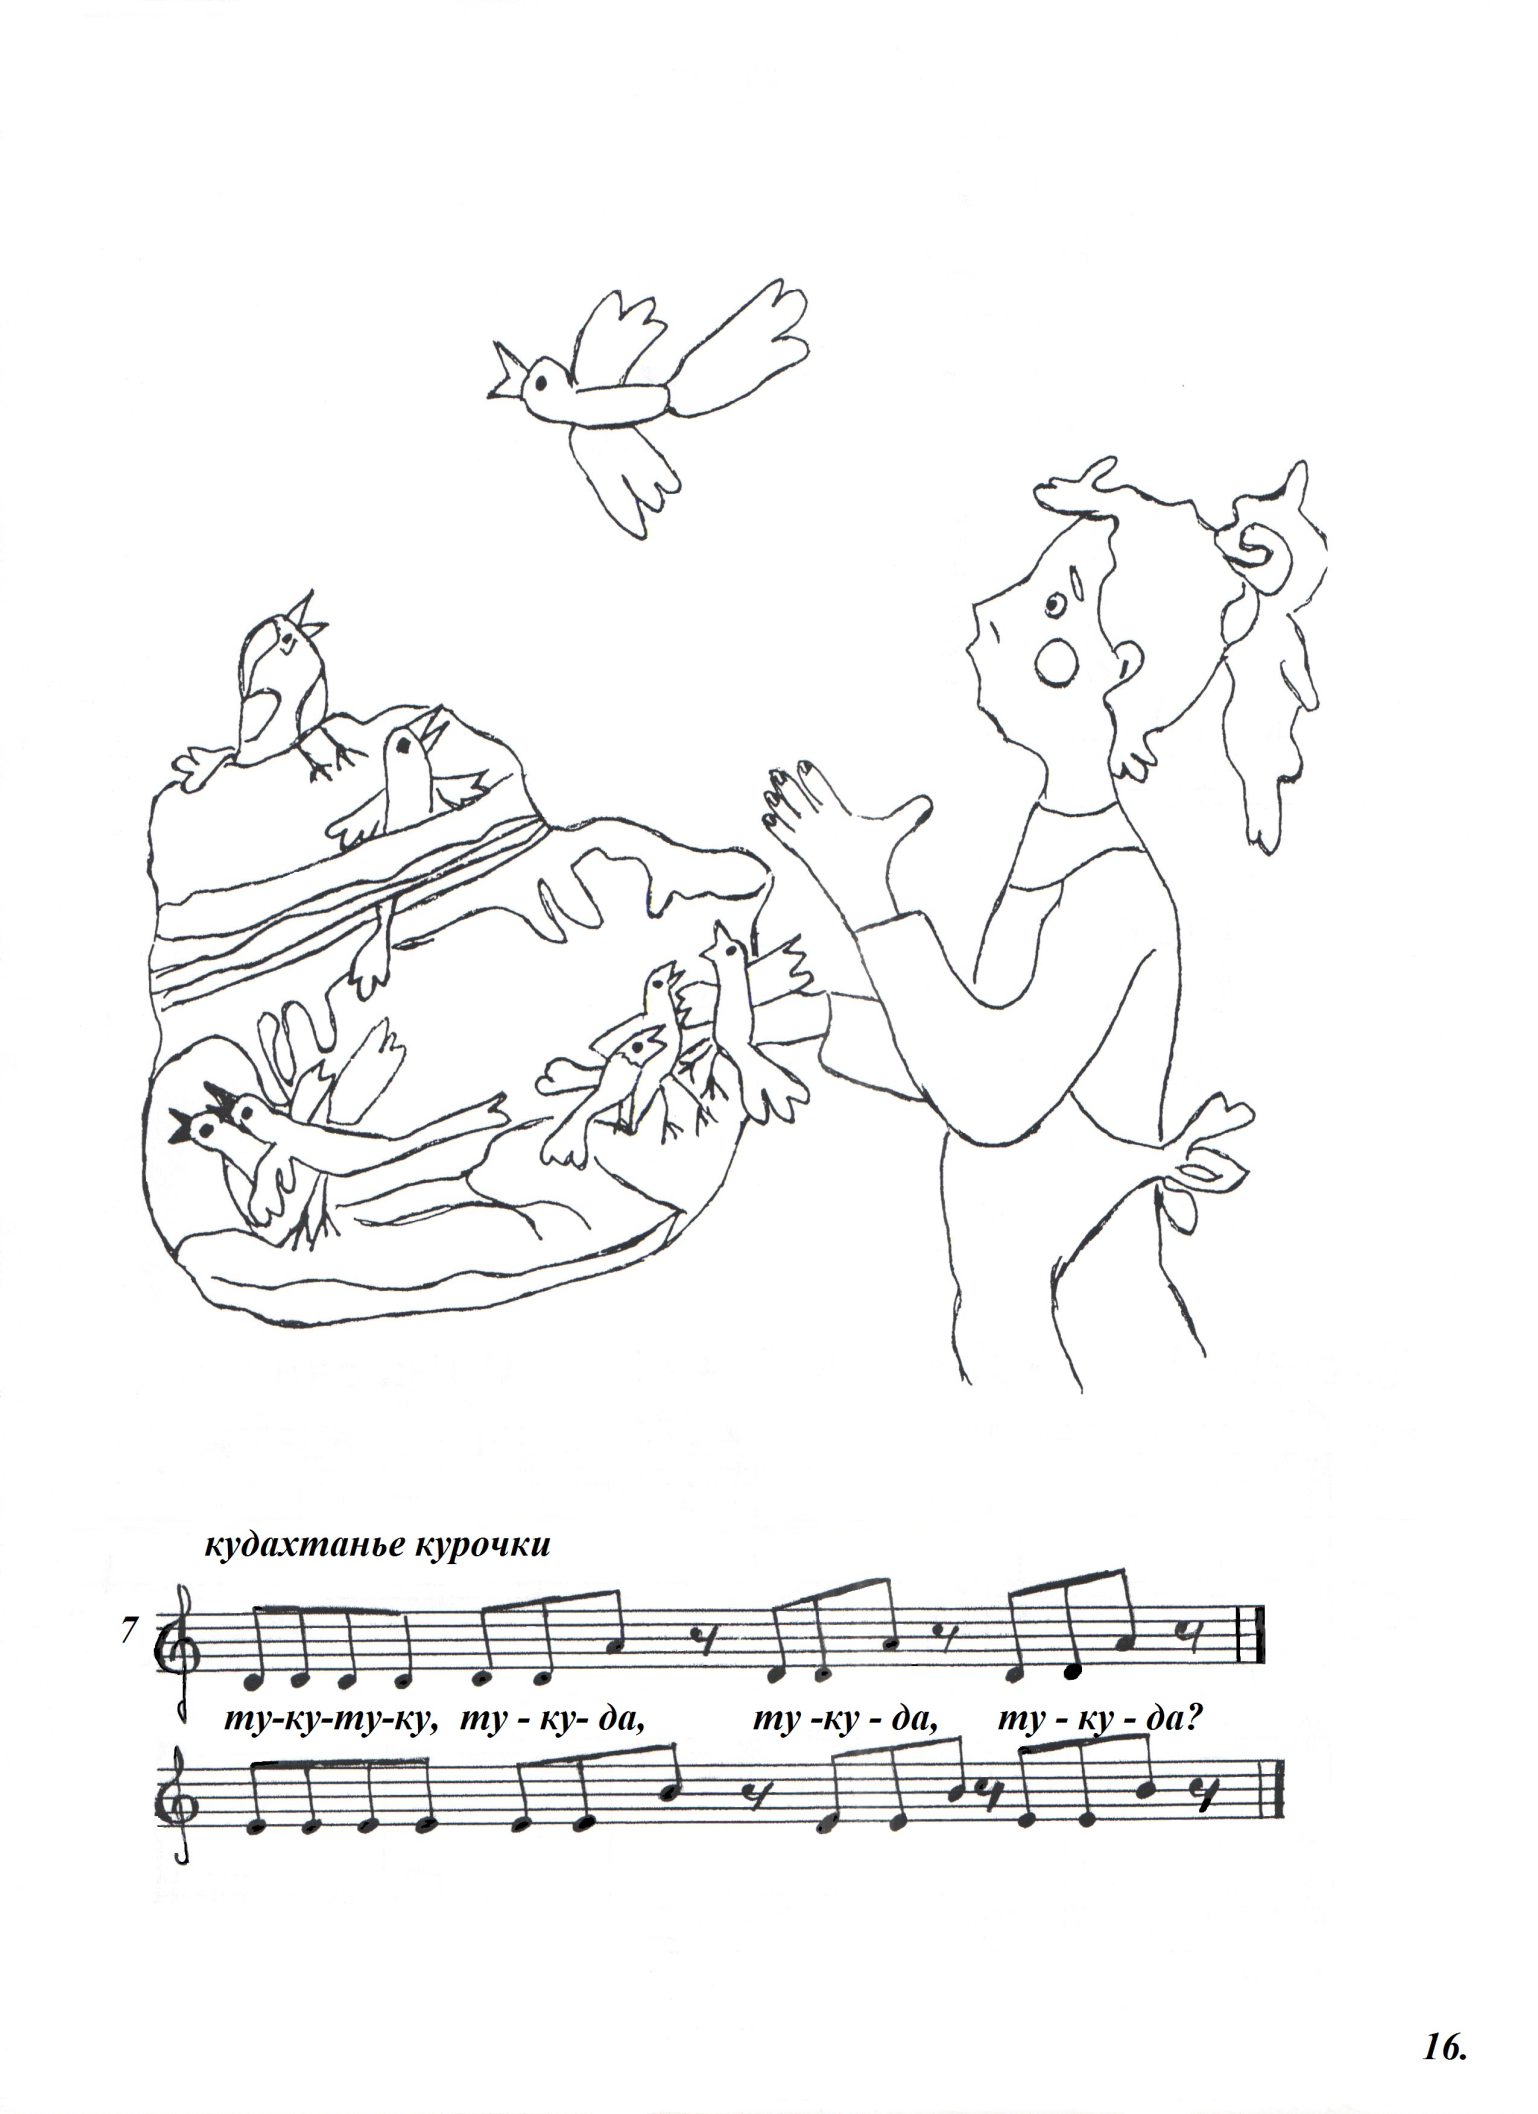 кудахтанье курочки
7
ту-ку-ту-ку, ту - ку- да, ту -ку - да, ту - ку - да?
16.